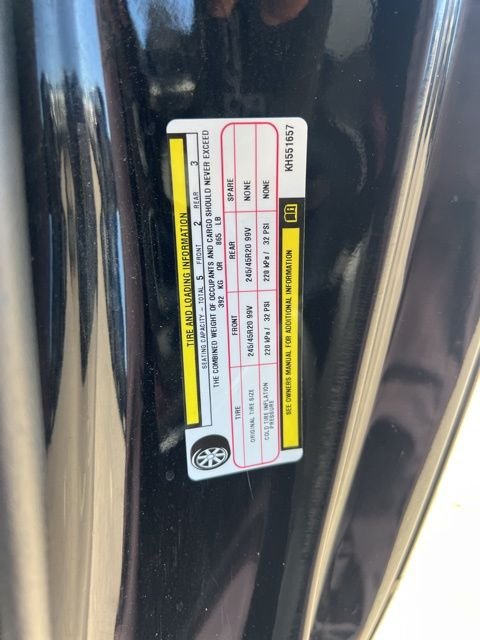 TIRE AND LOADING INFORMATION
SEATING CAPACITY - TOTAL 5 FRONT 2 REAR 3
THE COMBINED WEIGHT OF OCCUPANTS AND CARGO SHOULD NEVER EXCEED
392 KG OR 865 LB
TIRE FRONT REAR SPARE
ORIGINAL TIRE SIZE 245/45R20 99V 245/45R20 99V NONE
COLD TIRE INFLATION PRESSURE 220 kPa / 32 PSI 220 kPa / 32 PSI NONE
SEE OWNERS MANUAL FOR ADDITIONAL INFORMATION
KH551657